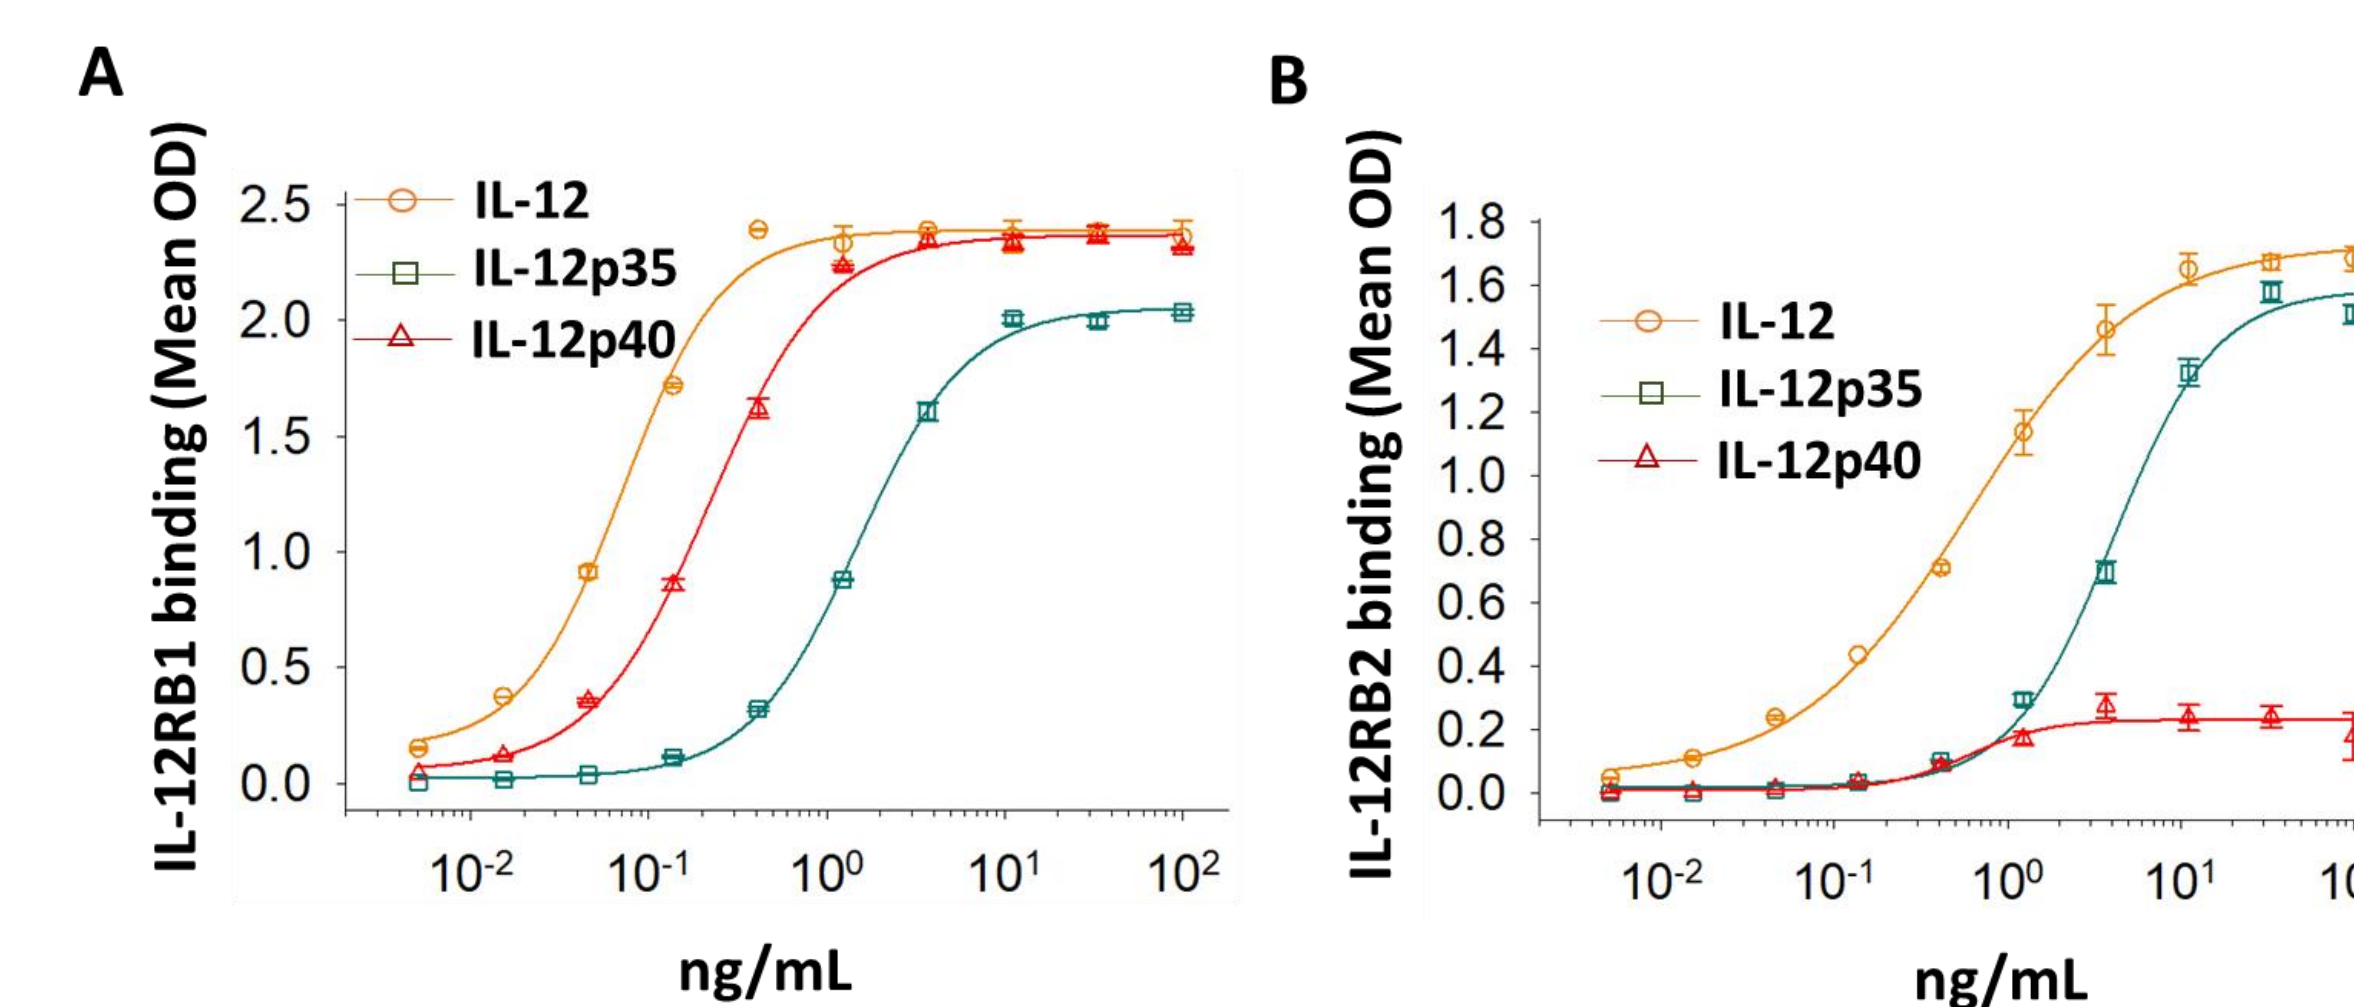 A
IL-12RB1 binding (Mean OD)
2.5
2.0
1.5
1.0
0.5
0.0
IL-12
IL-12p35
IL-12p40
10-2 10-1 100 101 102
ng/mL
B
IL-12RB2 binding (Mean OD)
1.8
1.6
1.4
1.2
1.0
0.8
0.6
0.4
0.2
0.0
IL-12
IL-12p35
IL-12p40
10-2 10-1 100 101
ng/mL